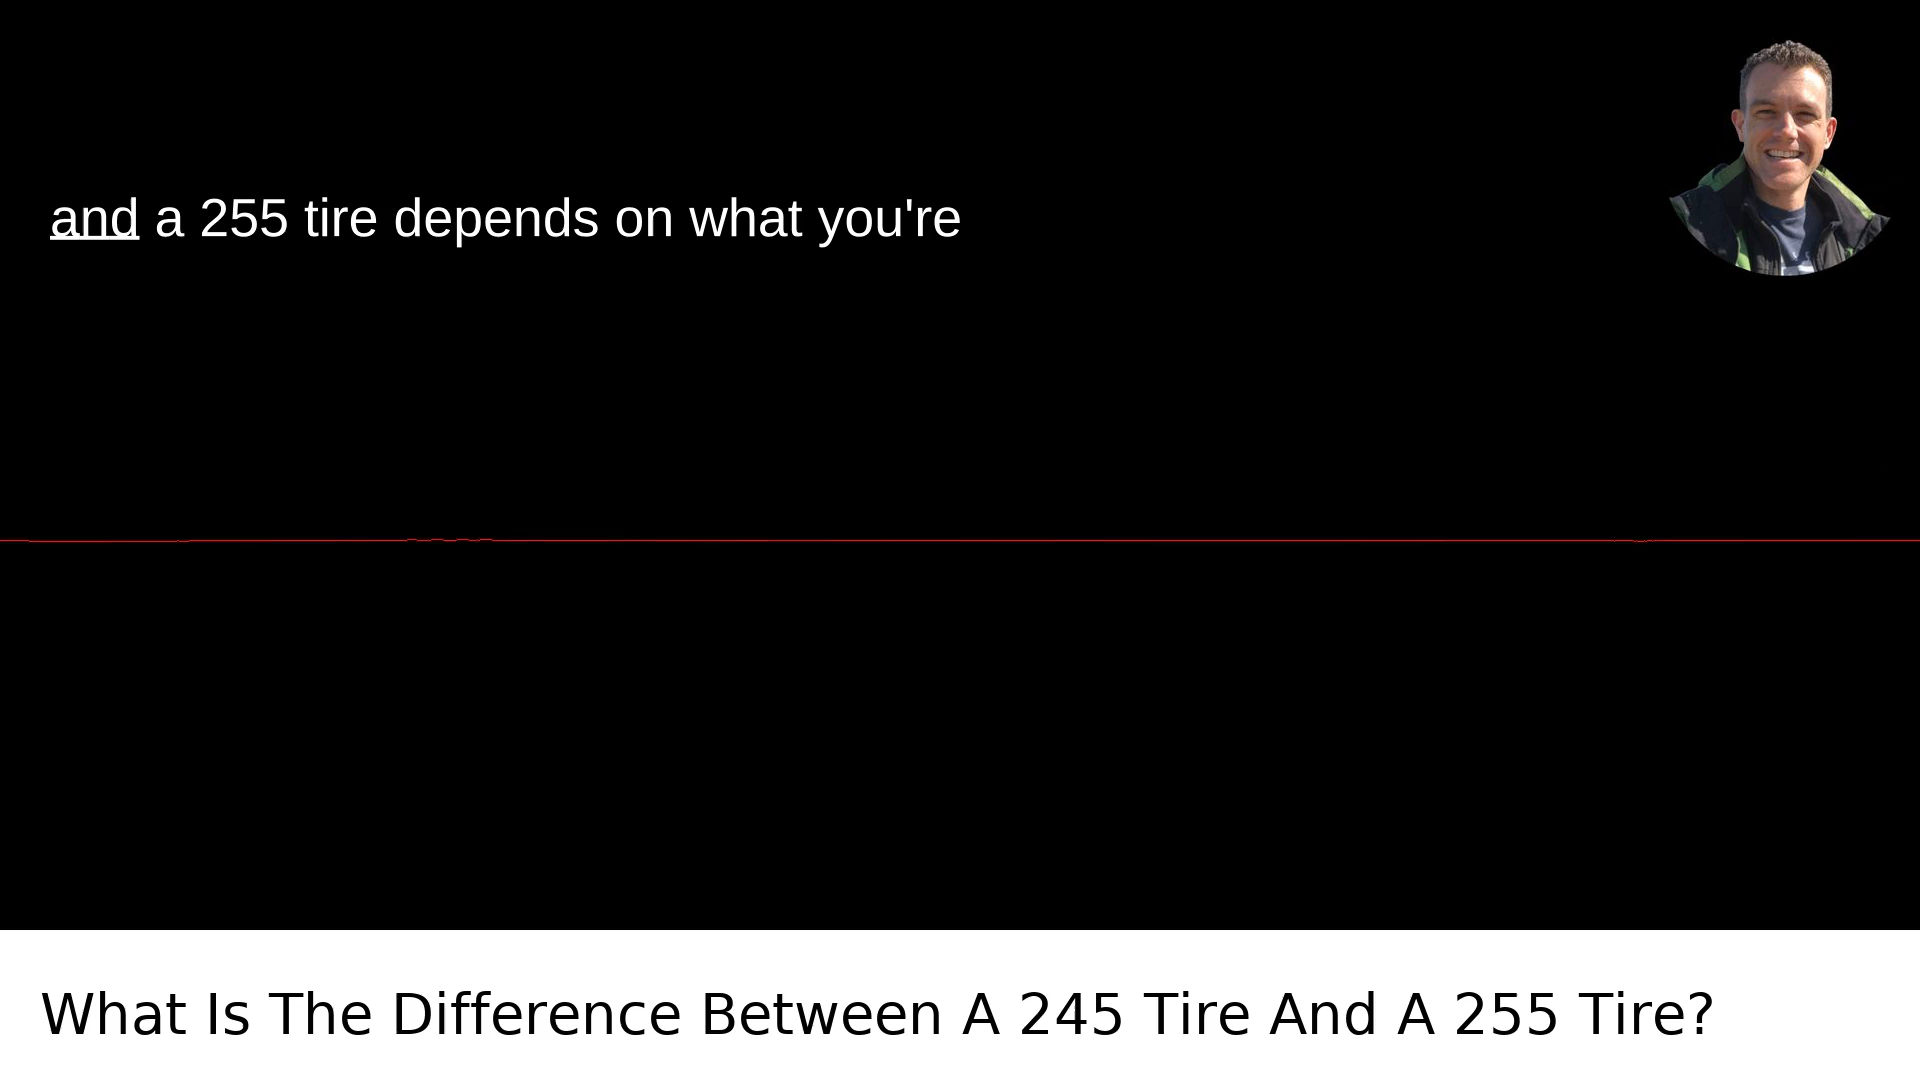 and a 255 tire depends on what you're
What Is The Difference Between A 245 Tire And A 255 Tire?